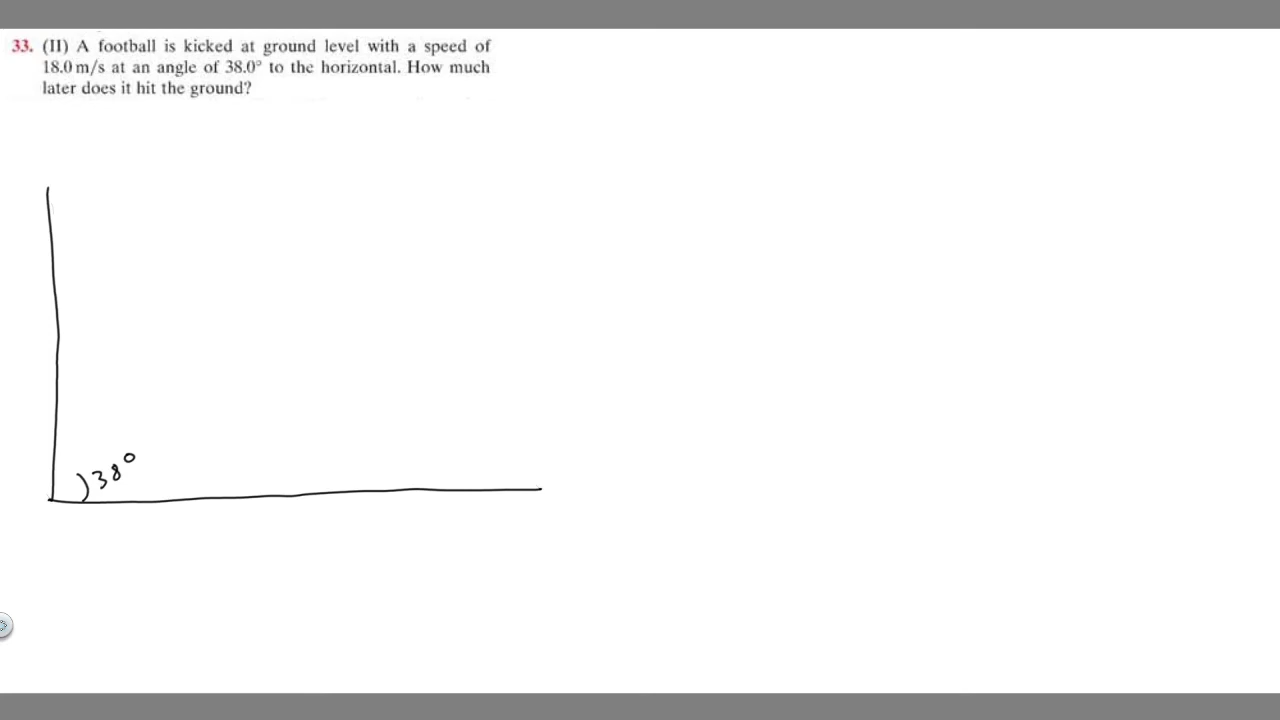 33. (II) A football is kicked at ground level with a speed of
18.0 m/s at an angle of 38.0° to the horizontal. How much
later does it hit the ground?
38°